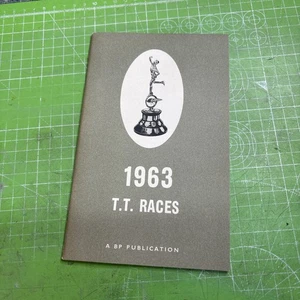 1963
T.T. RACES
A BP PUBLICATION